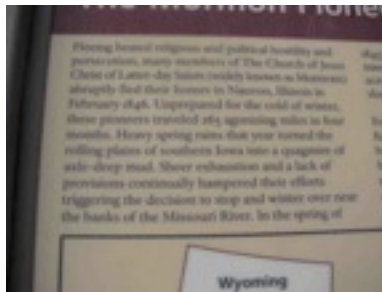 The Mormon Pione
Fleeing heated religious and political hostility and
persecution, many members of The Church of Jesus
Christ of Latter-day Saints (widely known as Mormons)
abruptly fled their homes in Nauvoo, Illinois in
February 1846. Unprepared for the cold of winter,
these pioneers traveled 265 agonizing miles in four
months. Heavy spring rains that year turned the
rolling plains of southern Iowa into a quagmire of
axle-deep mud. Sheer exhaustion and a lack of
provisions continually hampered their efforts
triggering the decision to stop and winter over near
the banks of the Missouri River. In the spring of
Wyoming